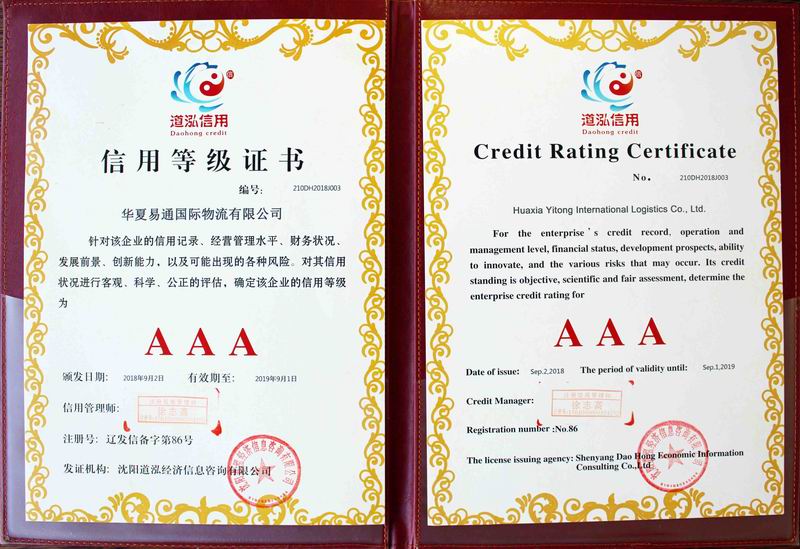 道泓信用
Daohong credit
信用等级证书
编号: 210DH2018J003
华夏易通国际物流有限公司
针对该企业的信用记录、经营管理水平、财务状况、
发展前景、创新能力，以及可能出现的各种风险。对其信用
状况进行客观、科学、公正的评估，确定该企业的信用等级
为
AAA
颁发日期: 2018年9月2日 有效期至: 2019年9月1日
信用管理师:
徐志高
注册号: 辽发信备字第86号
发证机构: 沈阳道泓经济信息咨询有限公司
道泓信用
Daohong credit
Credit Rating Certificate
No. 210DH2018J003
Huaxia Yitong International Logistics Co., Ltd.
For the enterprise's credit record, operation and
management level, financial status, development prospects, ability
to innovate, and the various risks that may occur. Its credit
standing is objective, scientific and fair assessment, determine the
enterprise credit rating for
AAA
Date of issue: Sep.2,2018 The period of validity until: Sep.1,2019
Credit Manager:
徐志高
Registration number :No.86
The license issuing agency: Shenyang Dao Hong Economic Information
Consulting Co.,Ltd